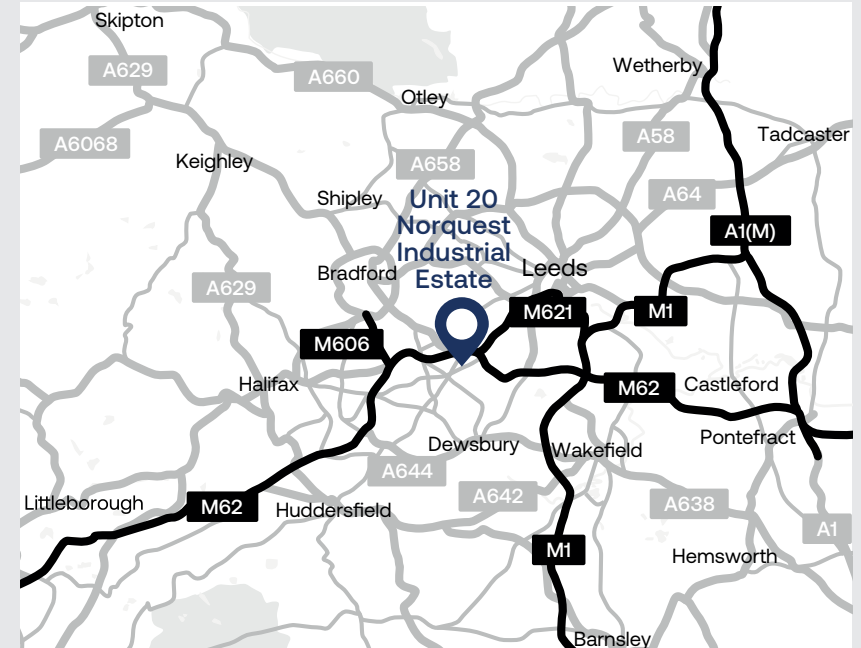 Skipton
Wetherby
A629
A660
Otley
A58
Tadcaster
A6068
Keighley
A658
Shipley
A64
Unit 20
Norquest
Industrial
Estate
A1(M)
Bradford
Leeds
A629
M621
M1
M606
Halifax
M62
Castleford
Dewsbury
Wakefield
Pontefract
A644
Littleborough
M62
Huddersfield
A642
A638
A1
M1
Hemsworth
Barnsley